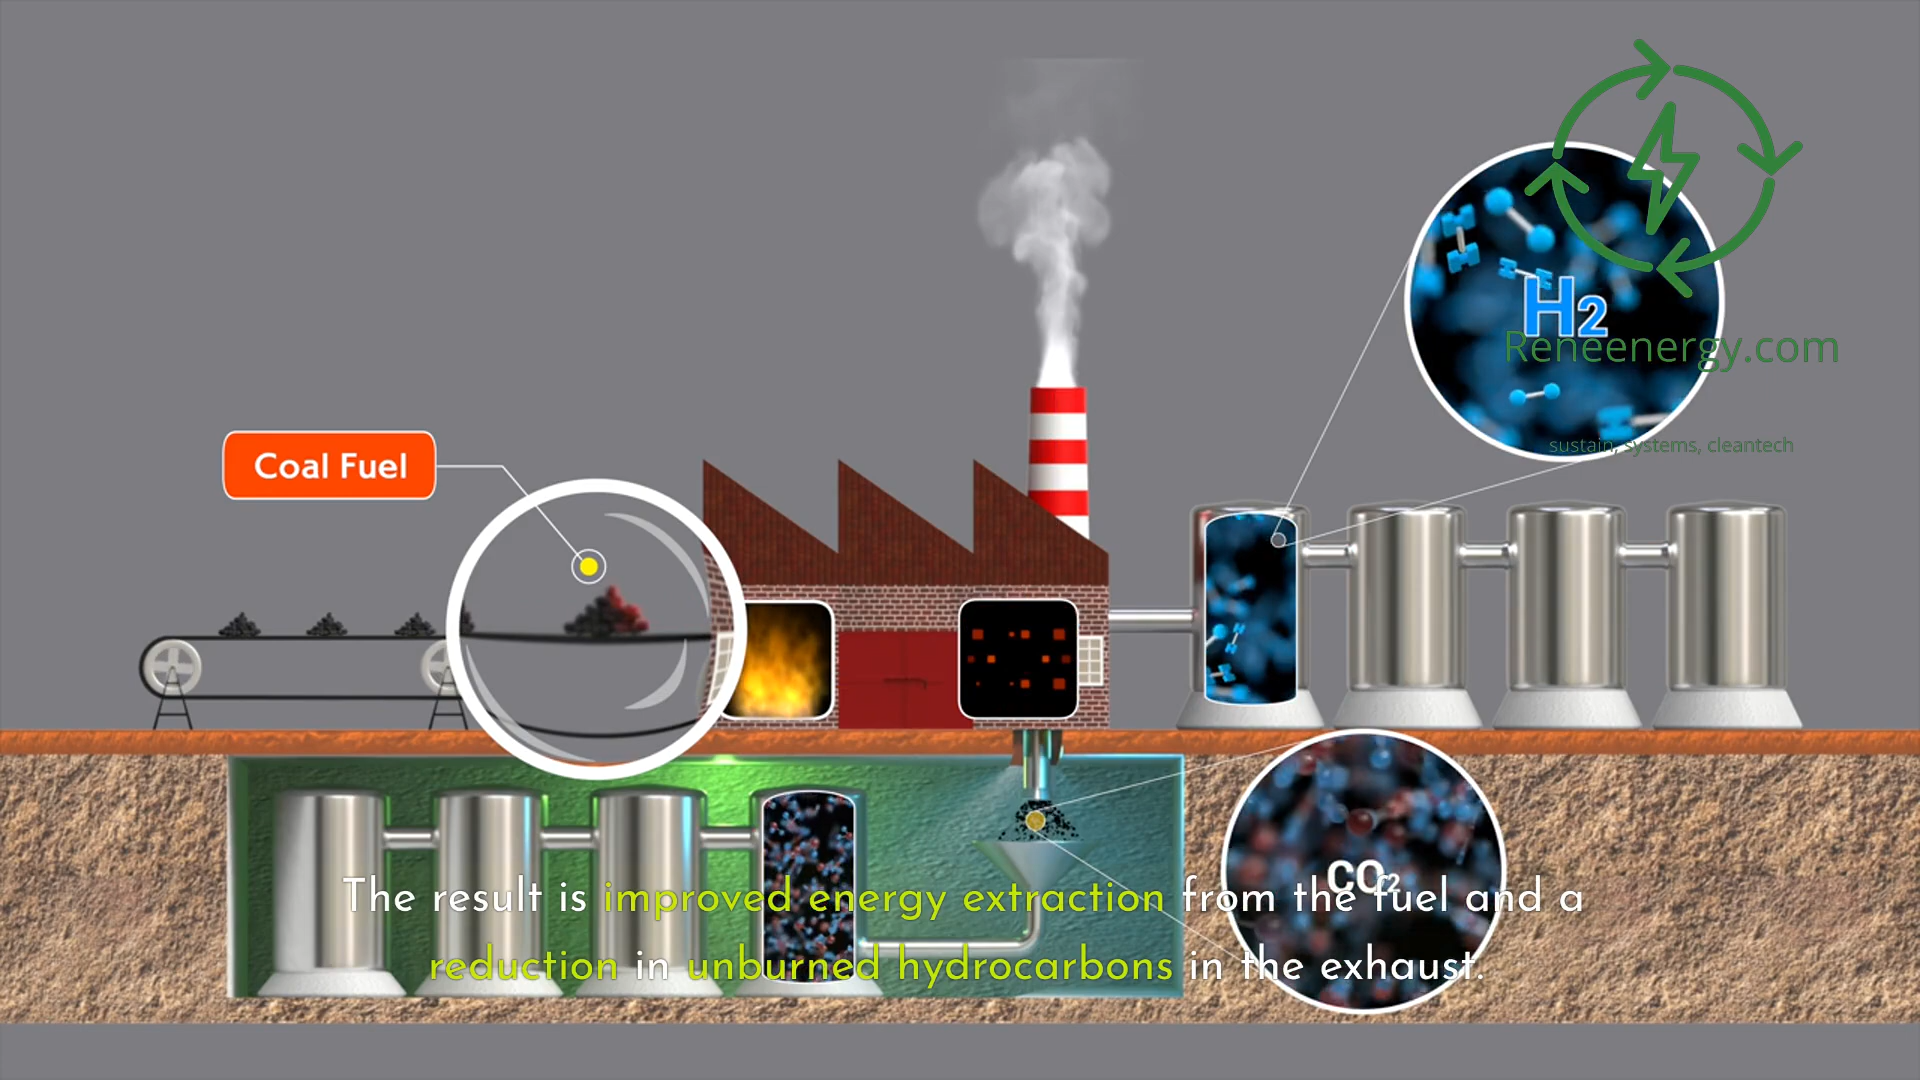 H2
Reneenergy.com
sustain, systems, cleantech
Coal Fuel
CO2
The result is improved energy extraction from the fuel and a
reduction in unburned hydrocarbons in the exhaust.